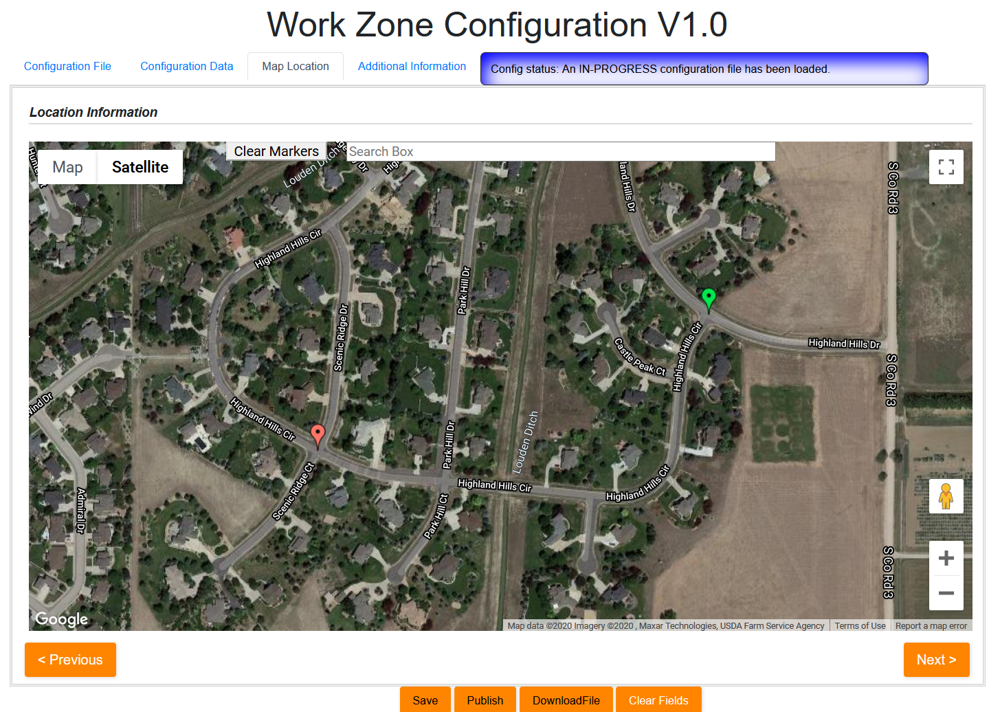 Work Zone Configuration V1.0
Configuration File
Configuration Data
Map Location
Additional Information
Config status: An IN-PROGRESS configuration file has been loaded.
Location Information
Map
Satellite
Clear Markers
Search Box
Louden Ditch
Highland Hills Cir
Scenic Ridge Dr
Park Hill Dr
land Hills Dr
S Co Rd 3
Castle Peak Ct
Highland Hills Cir
Highland Hills Dr
S Co Rd 3
Wind Dr
Highland Hills Cir
Park Hill Dr
Louden Ditch
Scenic Ridge Ct
Highland Hills Cir
Highland Hills Cir
Admiral Dr
Park Hill Ct
S Co Rd 3
Google
Map data ©2020 Imagery ©2020 , Maxar Technologies, USDA Farm Service Agency
Terms of Use
Report a map error
< Previous
Next >
Save
Publish
DownloadFile
Clear Fields